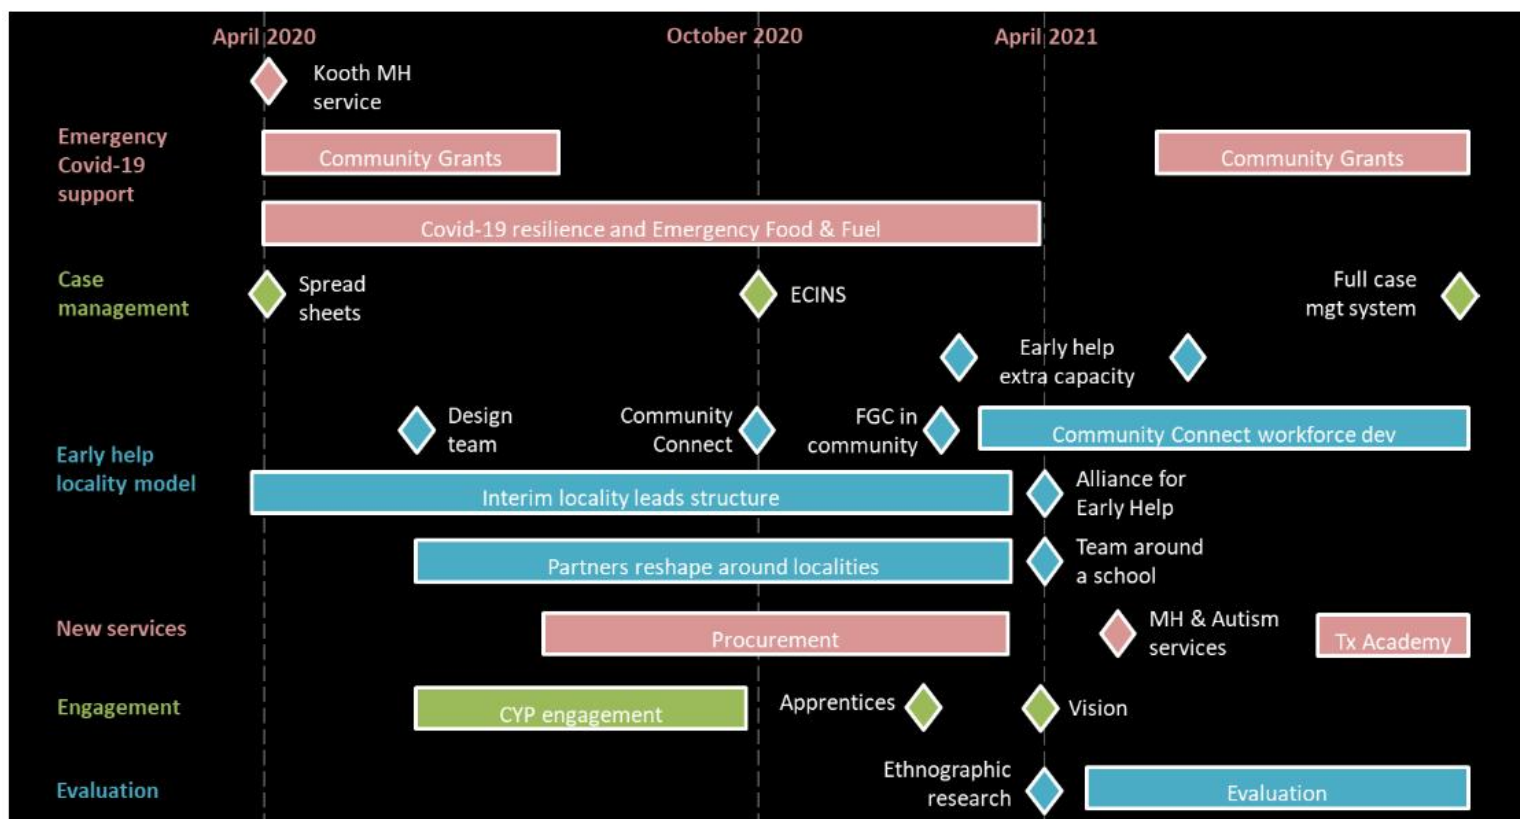 April 2020
October 2020
April 2021
Kooth MH
service
Emergency
Covid-19
support
Community Grants
Community Grants
Covid-19 resilience and Emergency Food & Fuel
Case
management
Spread
sheets
ECINS
Full case
mgt system
Early help
extra capacity
Early help
locality model
Design
team
Community
Connect
FGC in
community
Community Connect workforce dev
Interim locality leads structure
Alliance for
Early Help
Partners reshape around localities
Team around
a school
New services
Procurement
MH & Autism
services
Tx Academy
Engagement
CYP engagement
Apprentices
Vision
Evaluation
Ethnographic
research
Evaluation